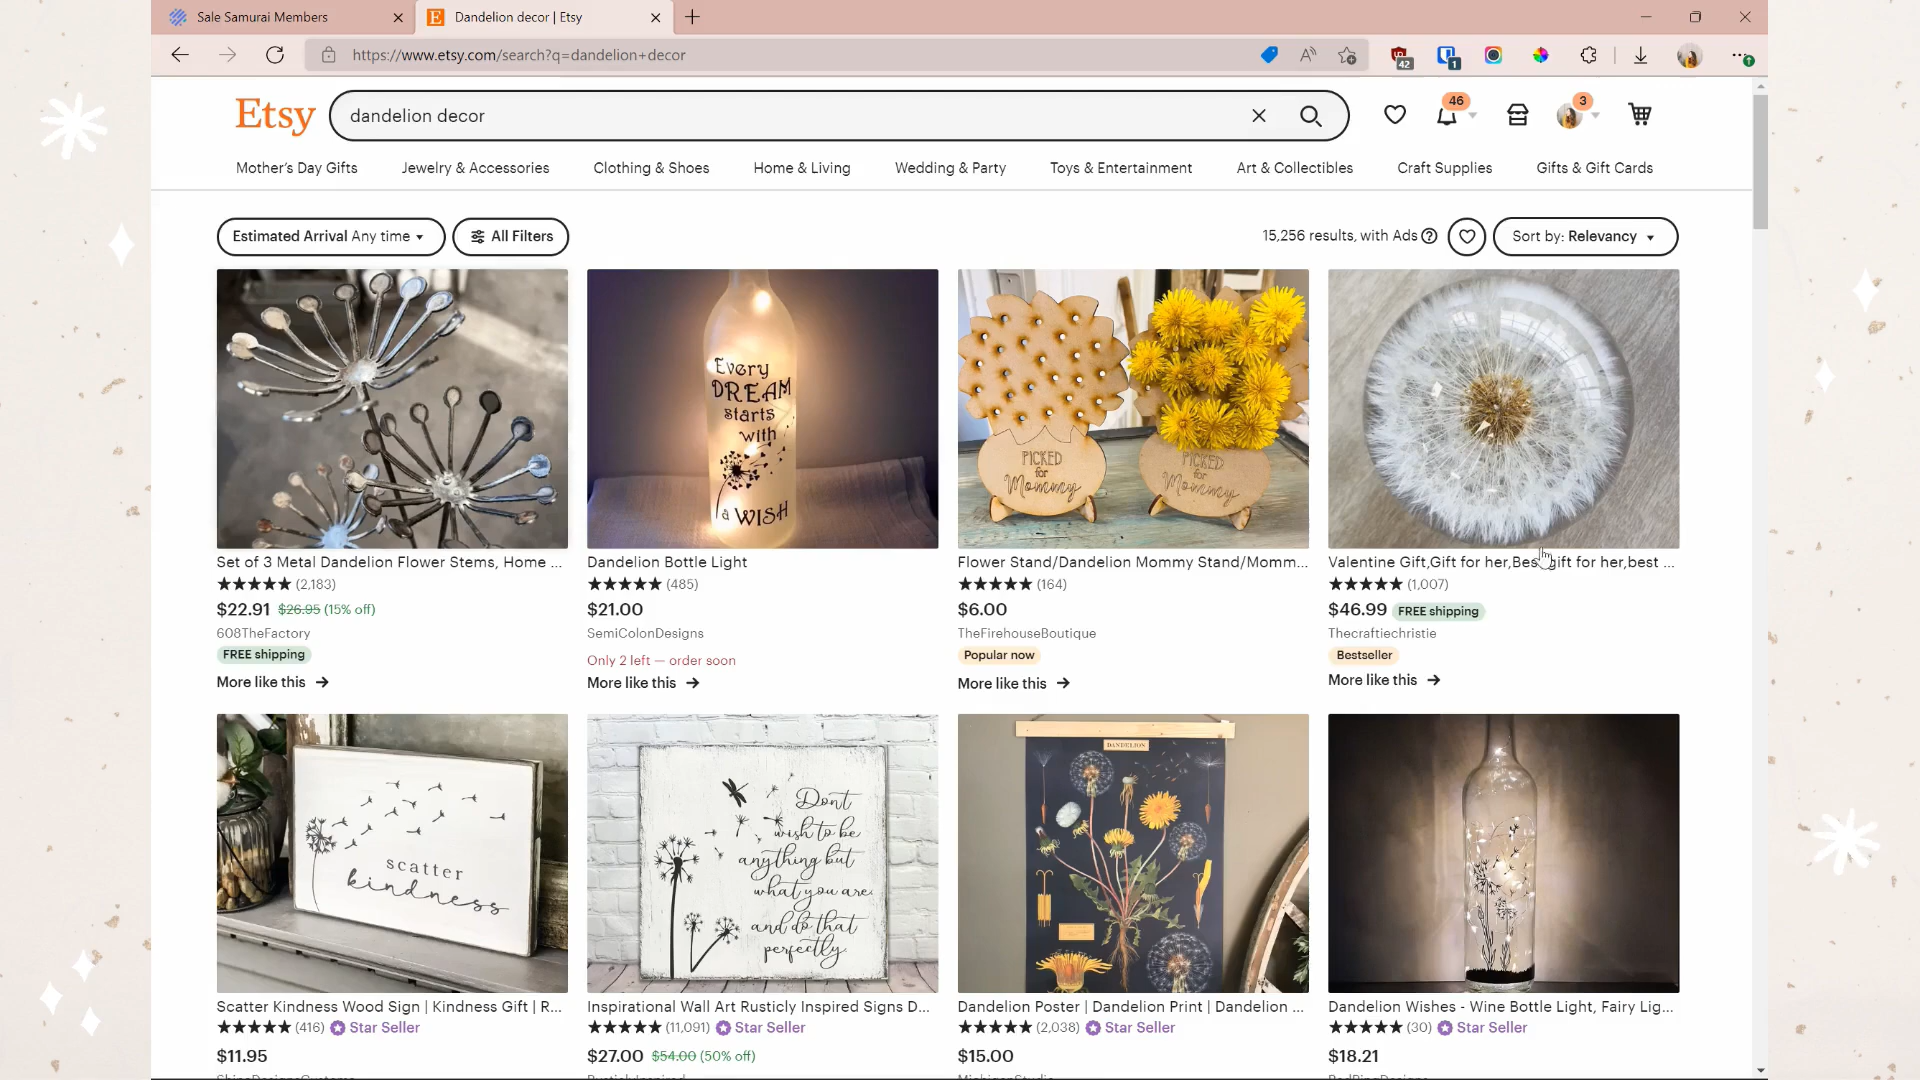 Sale Samurai Members
Dandelion decor | Etsy
https://www.etsy.com/search?q=dandelion+decor
42
1
Etsy
dandelion decor
46
3
Mother's Day Gifts
Jewelry & Accessories
Clothing & Shoes
Home & Living
Wedding & Party
Toys & Entertainment
Art & Collectibles
Craft Supplies
Gifts & Gift Cards
Estimated Arrival Any time
All Filters
15,256 results, with Ads
Sort by: Relevancy
Every
DREAM
starts
with
a WISH
PICKED
for
Mommy
PICKED
for
Mommy
Set of 3 Metal Dandelion Flower Stems, Home ...
(2,183)
$22.91 $26.95 (15% off)
608TheFactory
FREE shipping
More like this
Dandelion Bottle Light
(485)
$21.00
SemiColonDesigns
Only 2 left — order soon
More like this
Flower Stand/Dandelion Mommy Stand/Momm...
(164)
$6.00
TheFirehouseBoutique
Popular now
More like this
Valentine Gift,Gift for her,Best gift for her,best ...
(1,007)
$46.99 FREE shipping
Thecraftiechristie
Bestseller
More like this
scatter
kindness
Dont
wish to be
anything but
what you are
and do that
perfectly
DANDELION
Scatter Kindness Wood Sign | Kindness Gift | R...
(416) Star Seller
$11.95
Inspirational Wall Art Rusticly Inspired Signs D...
(11,091) Star Seller
$27.00 $54.00 (50% off)
Dandelion Poster | Dandelion Print | Dandelion ...
(2,038) Star Seller
$15.00
Dandelion Wishes - Wine Bottle Light, Fairy Lig...
(30) Star Seller
$18.21